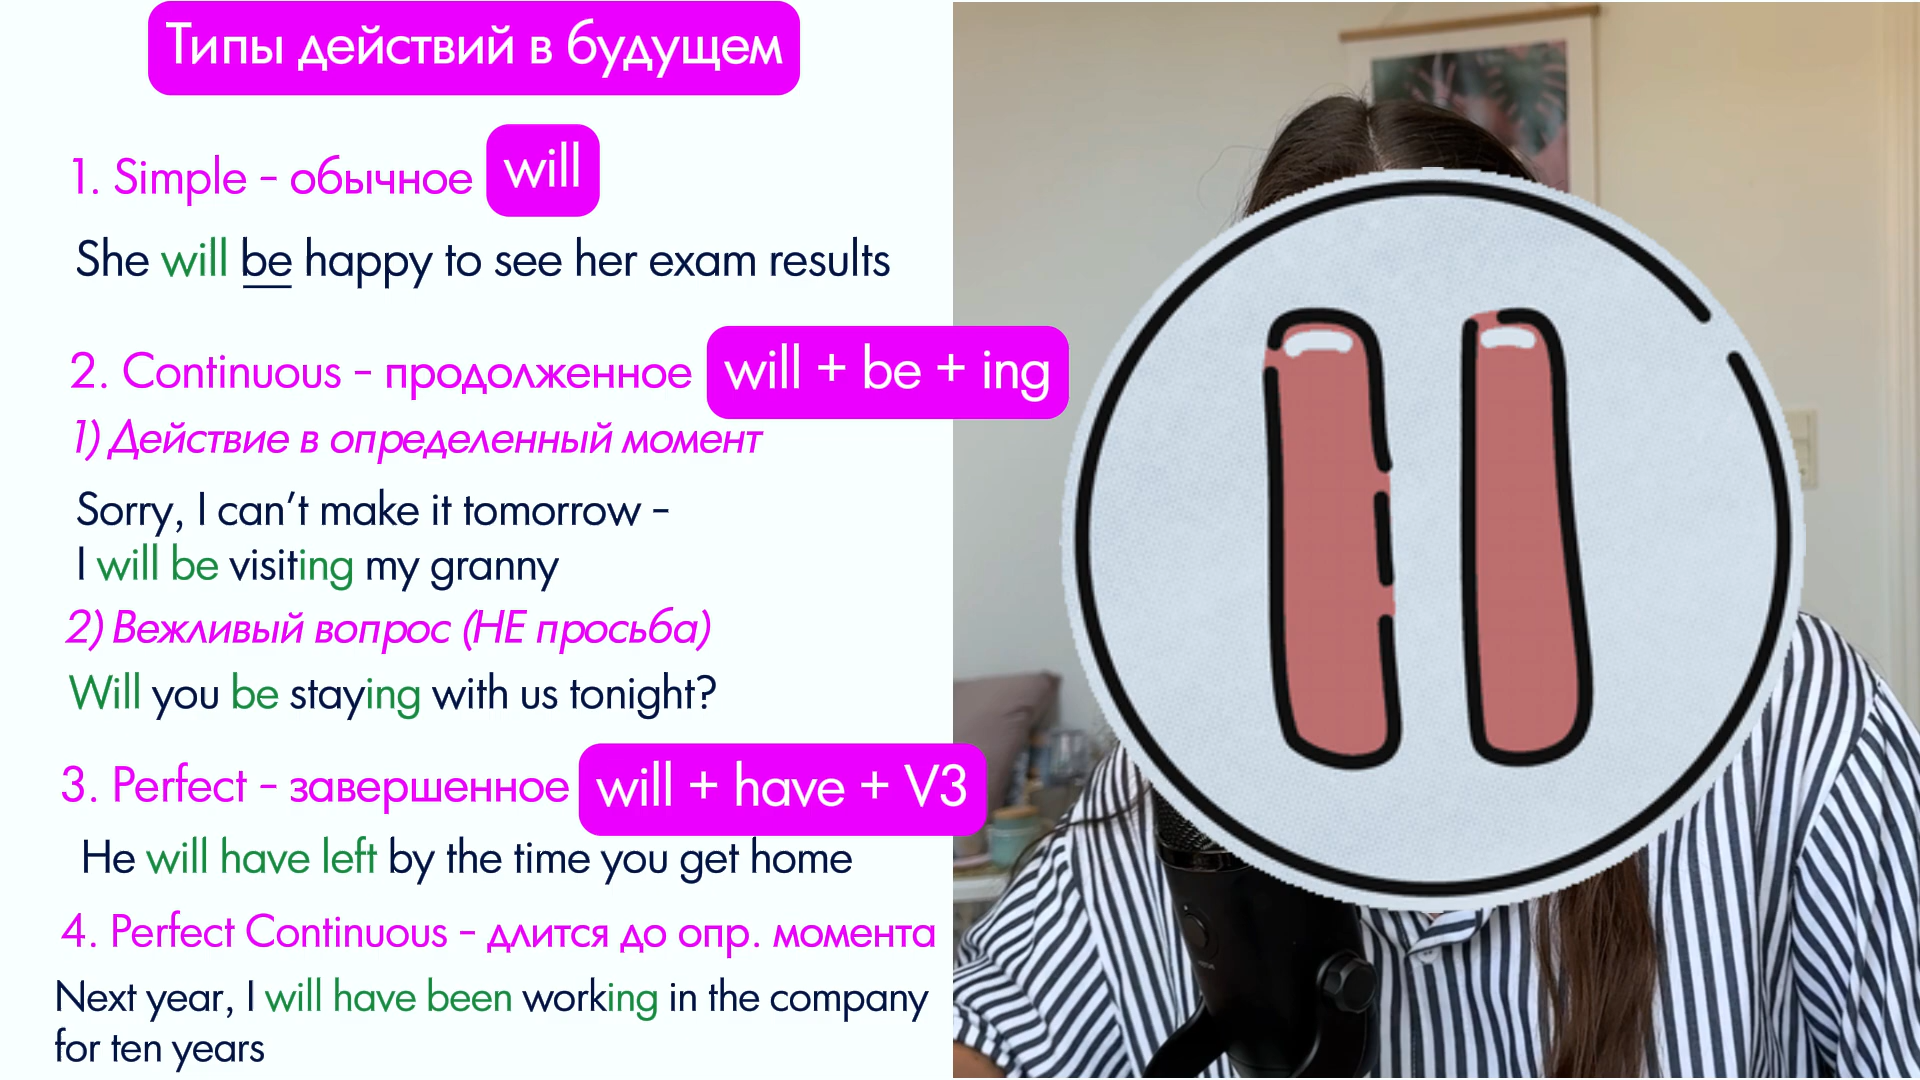 Типы действий в будущем
1. Simple – обычное will
She will be happy to see her exam results
2. Continuous – продолженное will + be + ing
1) Действие в определенный момент
Sorry, I can’t make it tomorrow –
I will be visiting my granny
2) Вежливый вопрос (НЕ просьба)
Will you be staying with us tonight?
3. Perfect – завершенное will + have + V3
He will have left by the time you get home
4. Perfect Continuous – длится до опр. момента
Next year, I will have been working in the company
for ten years